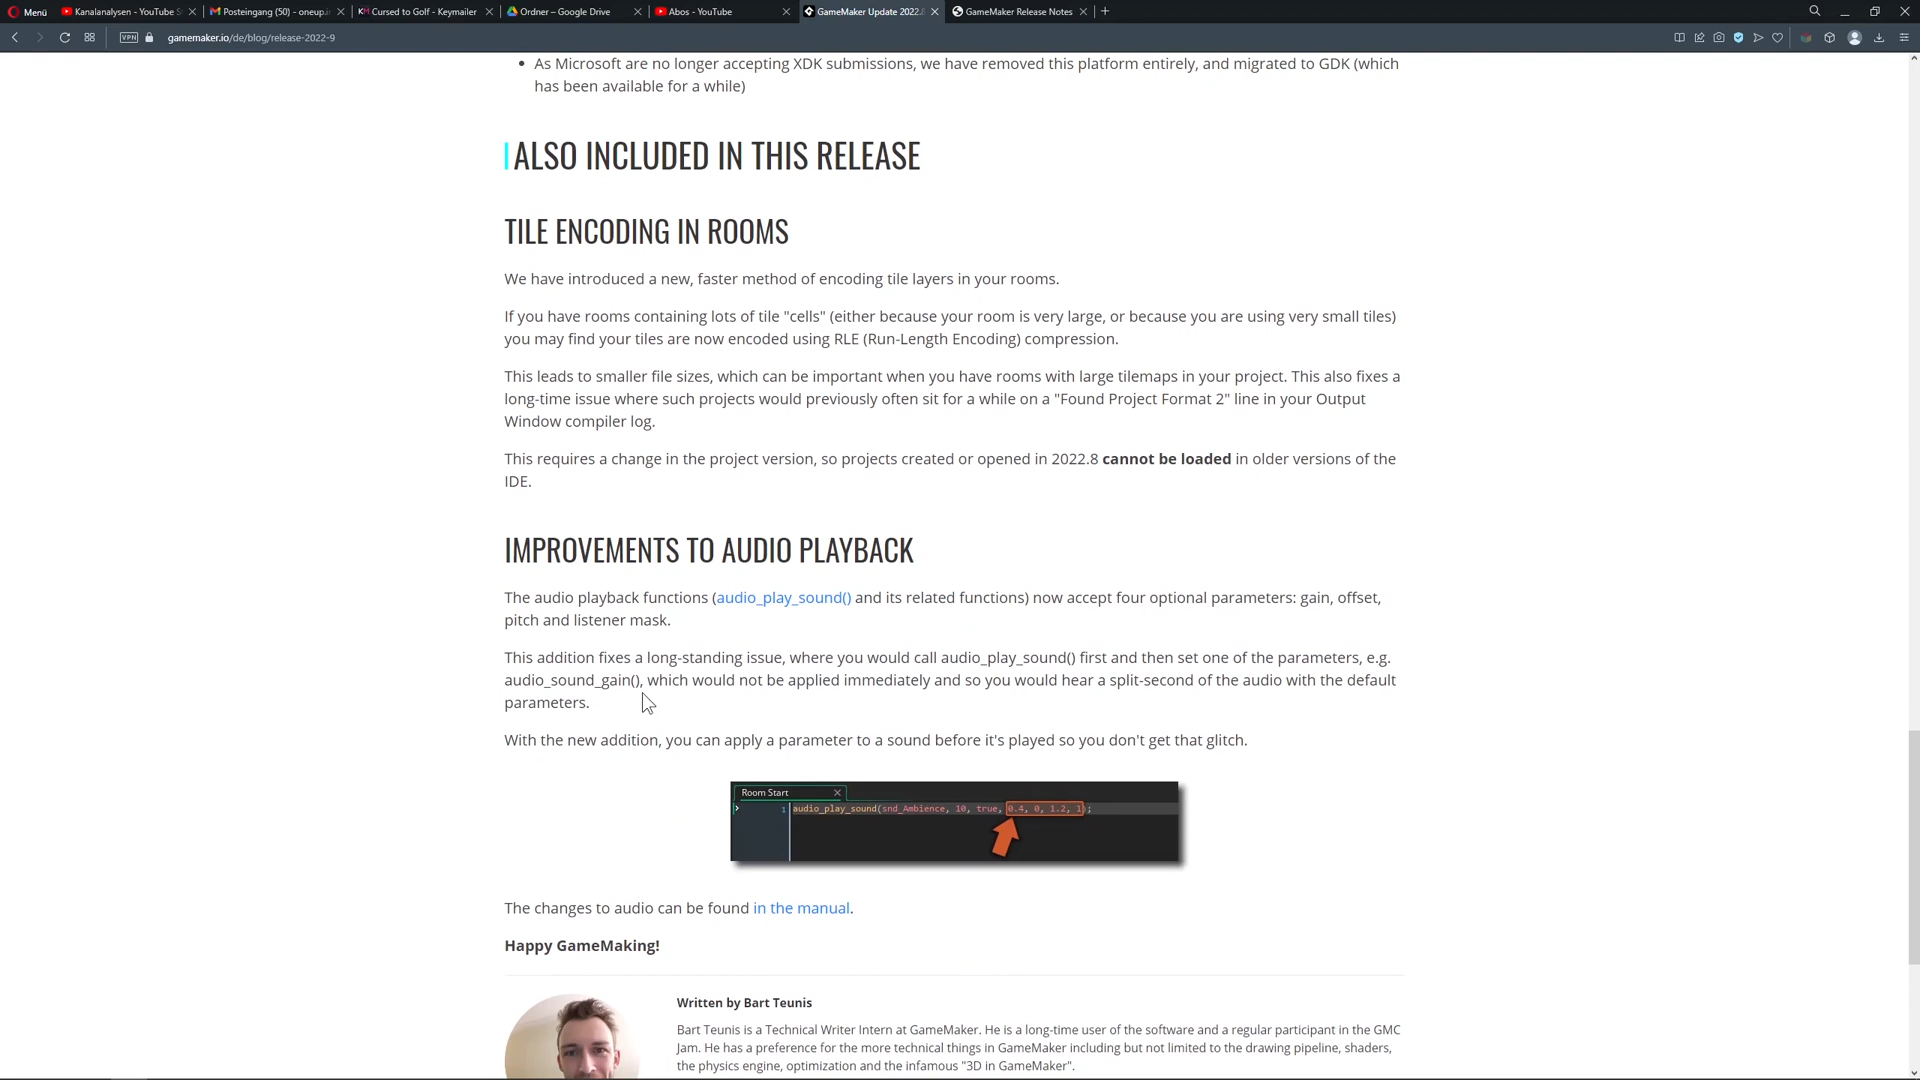 Menü
Kanalanalysen - YouTube S
Posteingang (50) - oneup.
KM Cursed to Golf - Keymailer
Ordner – Google Drive
Abos - YouTube
GameMaker Update 2022.
GameMaker Release Notes
VPN
gamemaker.io/de/blog/release-2022-9
As Microsoft are no longer accepting XDK submissions, we have removed this platform entirely, and migrated to GDK (which
has been available for a while)
ALSO INCLUDED IN THIS RELEASE
TILE ENCODING IN ROOMS
We have introduced a new, faster method of encoding tile layers in your rooms.
If you have rooms containing lots of tile "cells" (either because your room is very large, or because you are using very small tiles)
you may find your tiles are now encoded using RLE (Run-Length Encoding) compression.
This leads to smaller file sizes, which can be important when you have rooms with large tilemaps in your project. This also fixes a
long-time issue where such projects would previously often sit for a while on a "Found Project Format 2" line in your Output
Window compiler log.
This requires a change in the project version, so projects created or opened in 2022.8 cannot be loaded in older versions of the
IDE.
IMPROVEMENTS TO AUDIO PLAYBACK
The audio playback functions (audio_play_sound() and its related functions) now accept four optional parameters: gain, offset,
pitch and listener mask.
This addition fixes a long-standing issue, where you would call audio_play_sound() first and then set one of the parameters, e.g.
audio_sound_gain(), which would not be applied immediately and so you would hear a split-second of the audio with the default
parameters.
With the new addition, you can apply a parameter to a sound before it's played so you don't get that glitch.
Room Start
1 audio_play_sound(snd_Ambience, 10, true, 0.4, 0, 1.2, 1);
The changes to audio can be found in the manual.
Happy GameMaking!
Written by Bart Teunis
Bart Teunis is a Technical Writer Intern at GameMaker. He is a long-time user of the software and a regular participant in the GMC
Jam. He has a preference for the more technical things in GameMaker including but not limited to the drawing pipeline, shaders,
the physics engine, optimization and the infamous "3D in GameMaker".